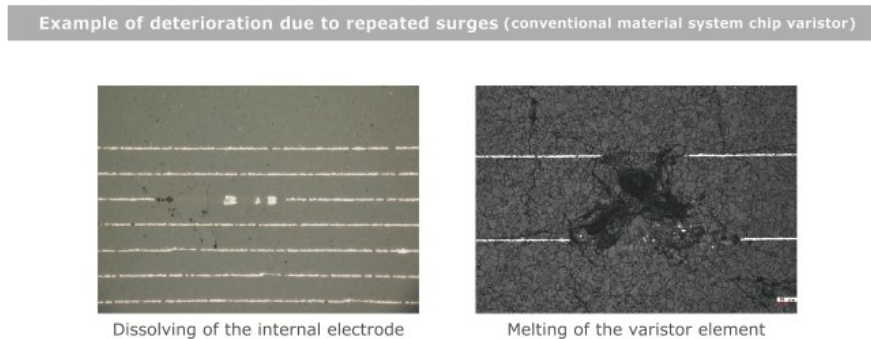 Example of deterioration due to repeated surges (conventional material system chip varistor)
Dissolving of the internal electrode
Melting of the varistor element